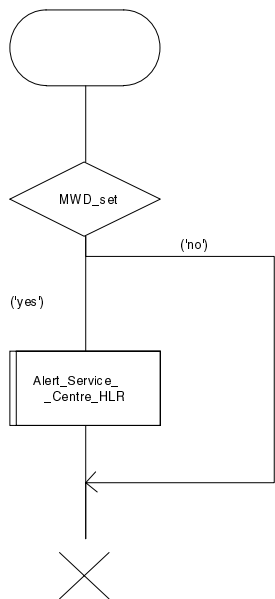 MWD_set
('no')
('yes')
Alert_Service_
_Centre_HLR